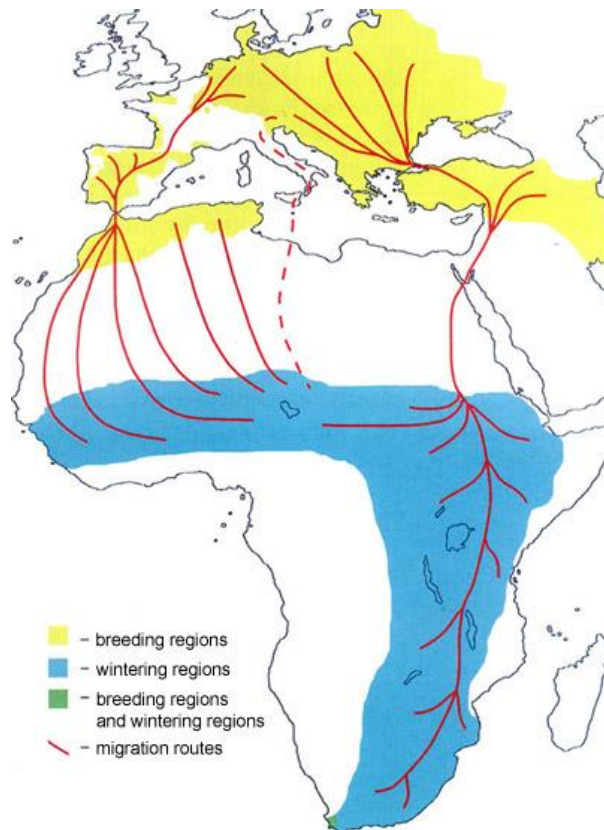 – breeding regions
– wintering regions
– breeding regions
and wintering regions
– migration routes